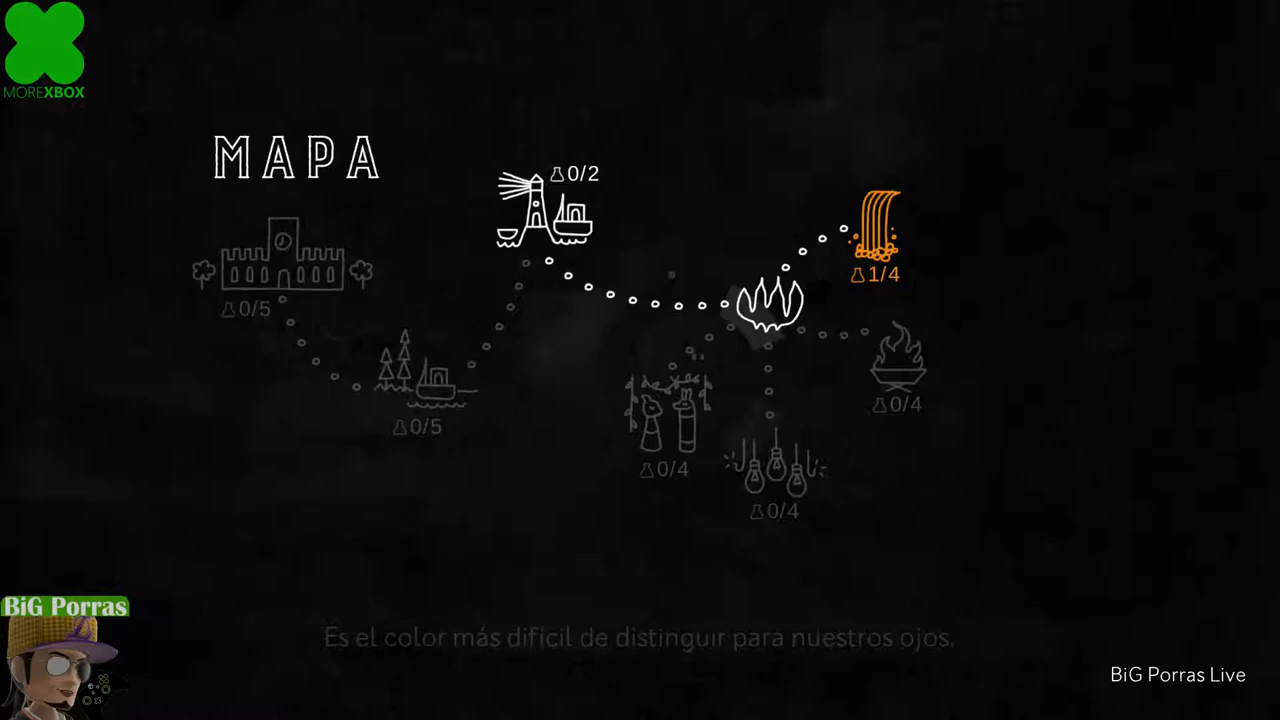 MOREXBOX
MAPA
0/2
1/4
0/5
0/4
0/5
0/4
0/4
BiG Porras
Es el color más difícil de distinguir para nuestros ojos.
BiG Porras Live